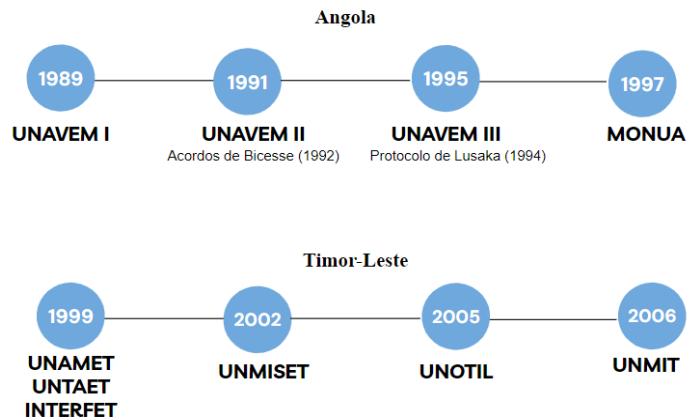 Angola
1989 1991 1995 1997
UNAVEM I UNAVEM II UNAVEM III MONUA
Acordos de Bicesse (1992) Protocolo de Lusaka (1994)
Timor-Leste
1999 2002 2005 2006
UNAMET UNMISET UNOTIL UNMIT
UNTAET
INTERFET